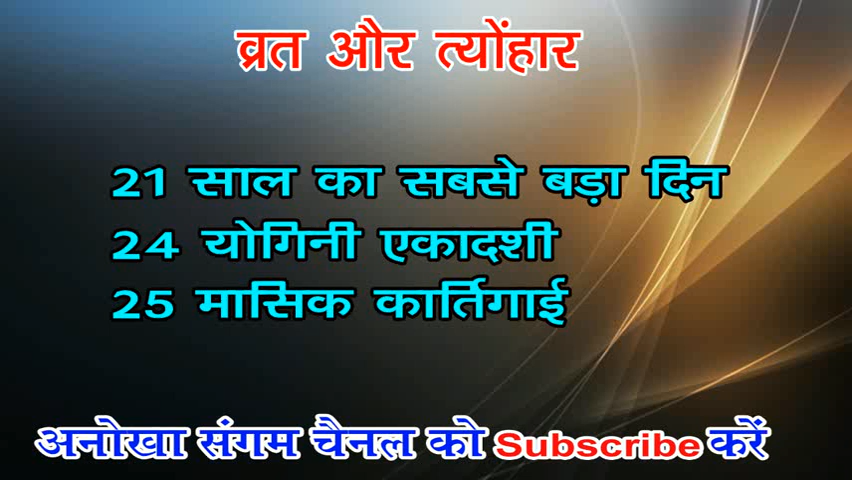 व्रत और त्योंहार
21 साल का सबसे बड़ा दिन
24 योगिनी एकादशी
25 मासिक कार्तिगाई
अनोखा संगम चैनल को Subscribe करें